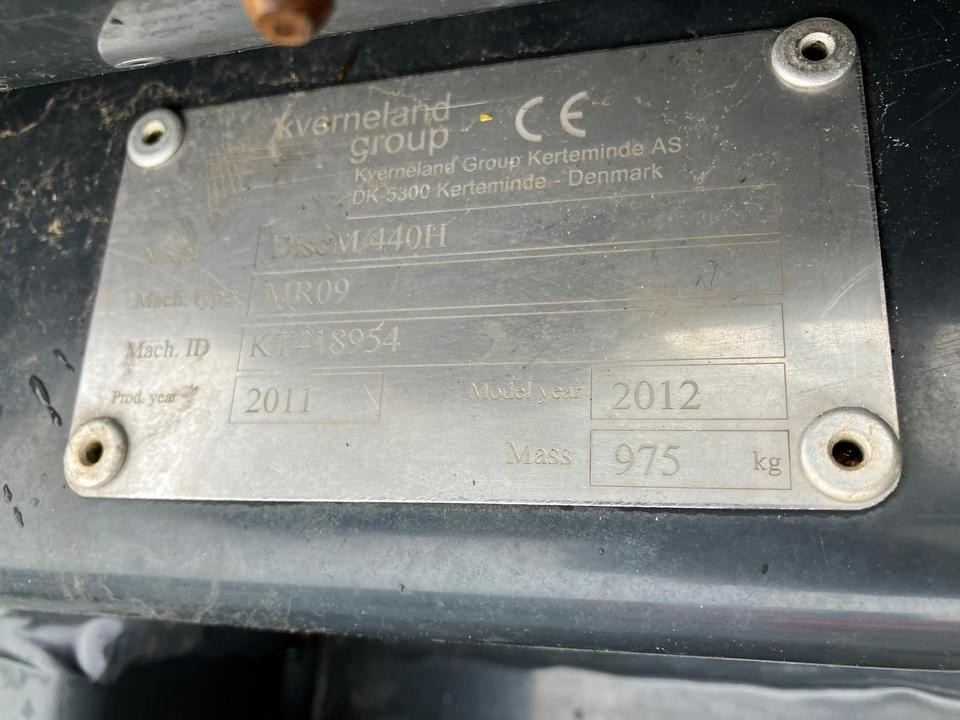 kverneland
group CE
Kverneland Group Kerteminde AS
DK-5300 Kerteminde - Denmark
Model DiscM/440H
Mach. type MR09
Mach. ID KT418954
Prod. year 2011 Model year 2012
Mass 975 kg